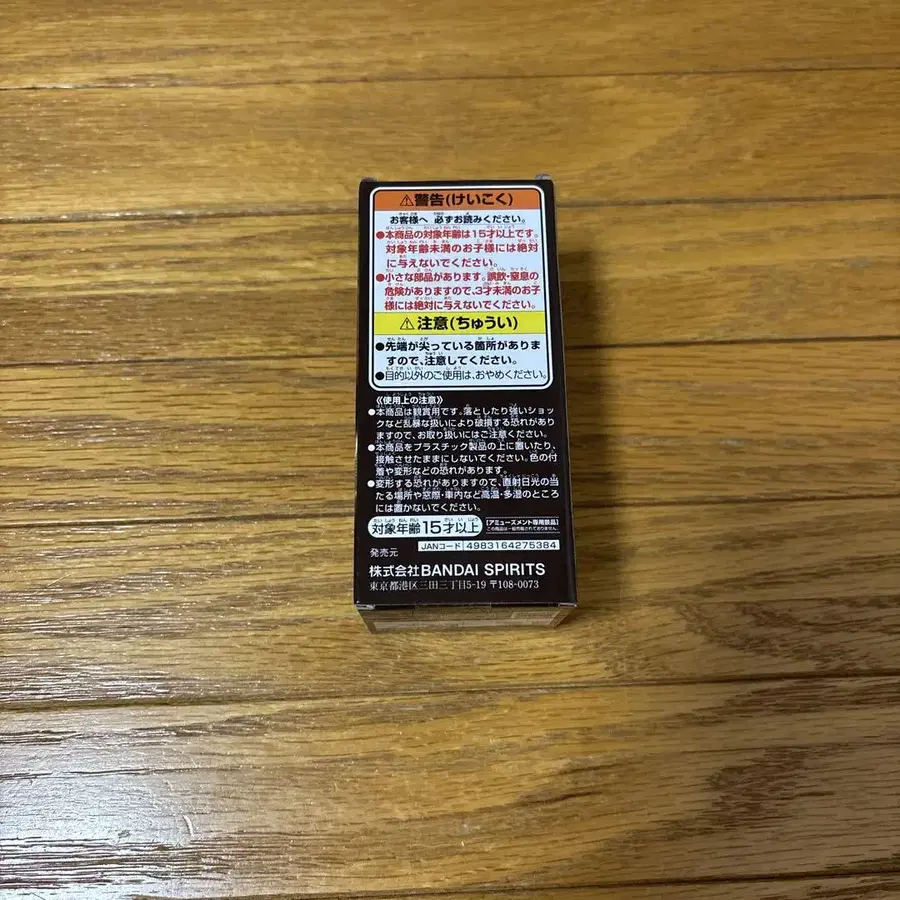 ⚠警告(けいこく)
お客様へ 必ずお読みください。
●本商品の対象年齢は15才以上です。
対象年齢未満のお子様には絶対
に与えないでください。
●小さな部品があります。誤飲・窒息の
危険がありますので、3才未満のお子
様には絶対に与えないでください。
⚠注意(ちゅうい)
●先端が尖っている箇所がありま
すので、注意してください。
●目的以外のご使用は、おやめください。
《使用上の注意》
●本商品は観賞用です。落としたり強いショッ
クなど乱暴な扱いにより破損する恐れがあり
ますので、お取り扱いにはご注意ください。
●本商品をプラスチック製品の上に置いたり、
接触させたままにしないでください。色の付
着や変形などの恐れがあります。
●変形する恐れがありますので、直射日光の当
たる場所や窓際・車内など高温・多湿のところ
には置かないでください。
対象年齢15才以上
[アミューズメント専用景品]
この商品は一般市販されておりません。
発売元
JANコード 4983164275384
株式会社BANDAI SPIRITS
東京都港区三田三丁目5-19 〒108-0073